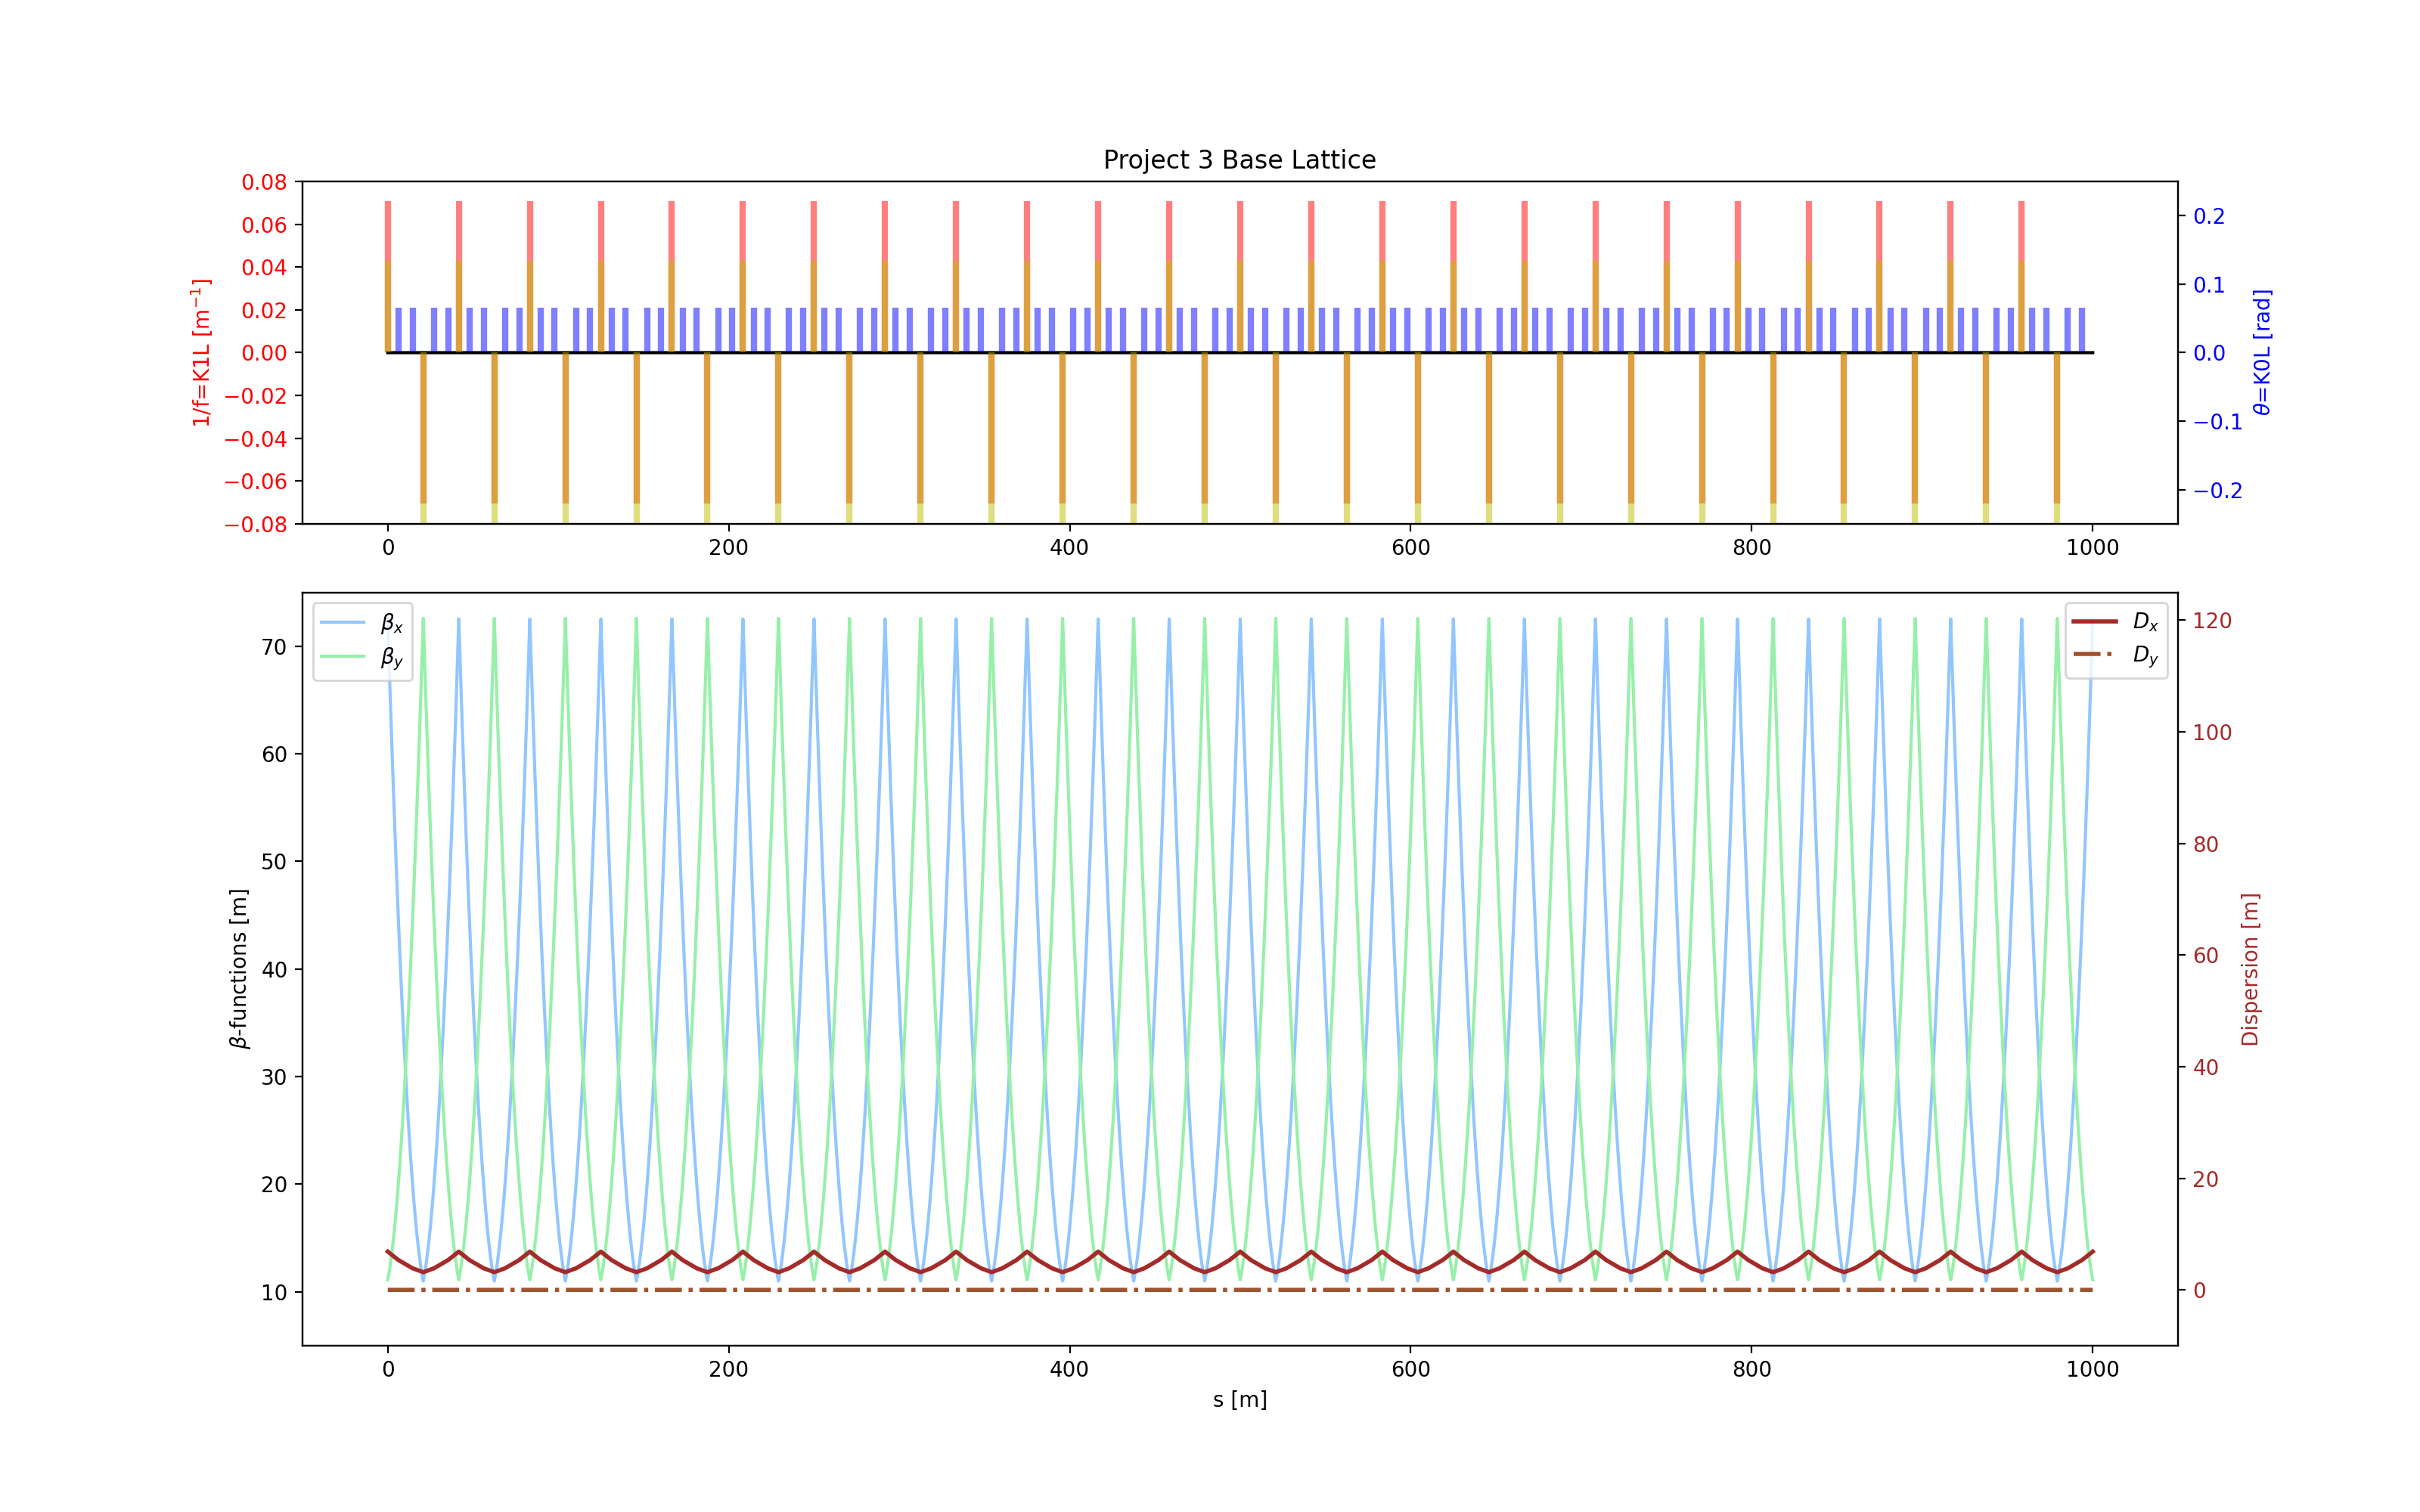 Project 3 Base Lattice
0.08
0.06
0.04
0.02
0.00
−0.02
−0.04
−0.06
−0.08
1/f=K1L [m⁻¹]
0.2
0.1
0.0
−0.1
−0.2
θ=K0L [rad]
0 200 400 600 800 1000
βx
βy
Dx
Dy
70
60
50
40
30
20
10
β-functions [m]
120
100
80
60
40
20
0
Dispersion [m]
0 200 400 600 800 1000
s [m]